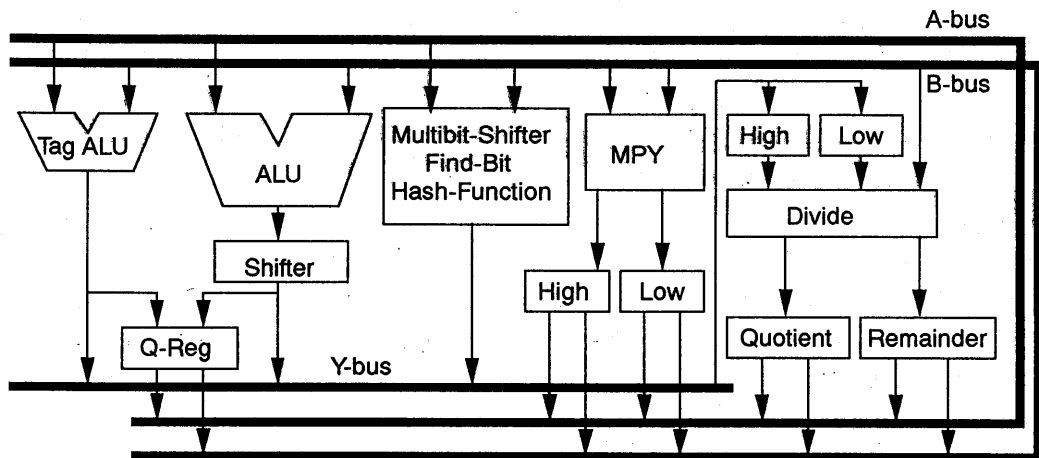 A-bus
B-bus
Tag ALU
ALU
Multibit-Shifter
Find-Bit
Hash-Function
MPY
High
Low
Divide
Shifter
High
Low
Q-Reg
Quotient
Remainder
Y-bus